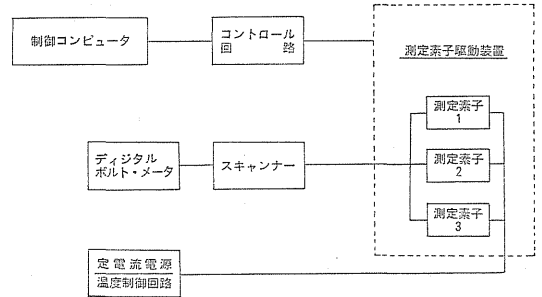 制御コンピュータ
コントロール
回路
測定素子駆動装置
測定素子
1
ディジタル
ボルト・メータ
スキャンナー
測定素子
2
測定素子
3
定電流電源
温度制御回路